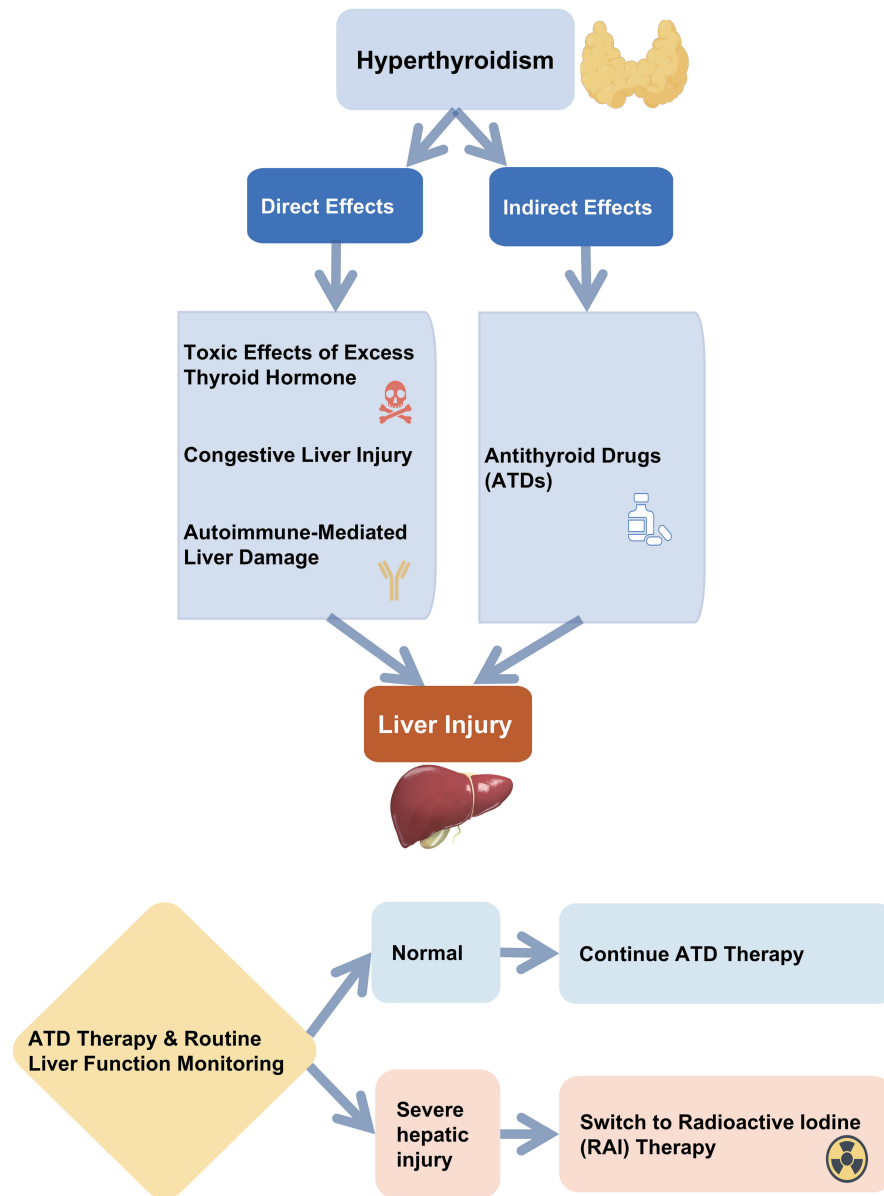 Hyperthyroidism
Direct Effects
Indirect Effects
Toxic Effects of Excess
Thyroid Hormone
Congestive Liver Injury
Autoimmune-Mediated
Liver Damage
Antithyroid Drugs
(ATDs)
Liver Injury
ATD Therapy & Routine
Liver Function Monitoring
Normal
Continue ATD Therapy
Severe
hepatic
injury
Switch to Radioactive Iodine
(RAI) Therapy